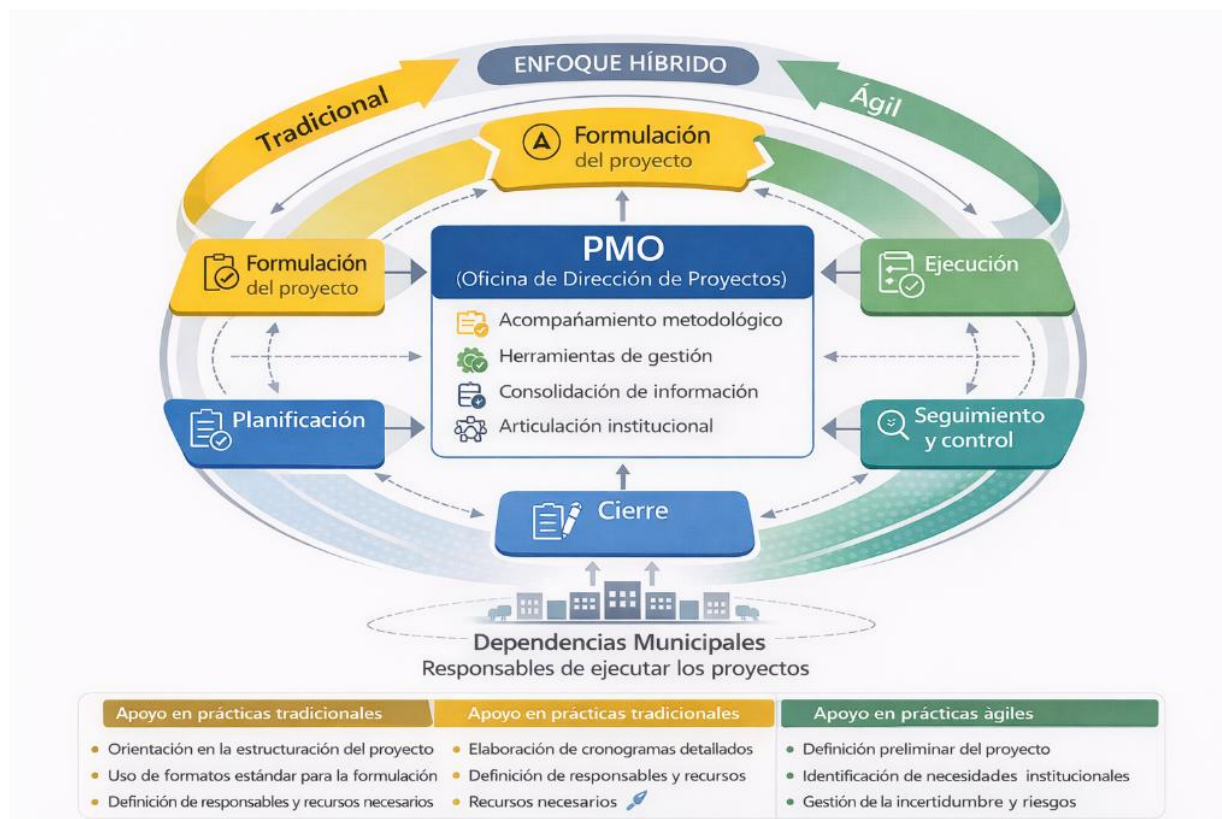 ENFOQUE HÍBRIDO
Tradicional
Ágil
Formulación
del proyecto
Formulación
del proyecto
PMO
(Oficina de Dirección de Proyectos)
Acompañamiento metodológico
Herramientas de gestión
Consolidación de información
Articulación institucional
Ejecución
Planificación
Seguimiento
y control
Cierre
Dependencias Municipales
Responsables de ejecutar los proyectos
Apoyo en prácticas tradicionales
• Orientación en la estructuración del proyecto
• Uso de formatos estándar para la formulación
• Definición de responsables y recursos necesarios
Apoyo en prácticas tradicionales
• Elaboración de cronogramas detallados
• Definición de responsables y recursos
• Recursos necesarios
Apoyo en prácticas àgiles
• Definición preliminar del proyecto
• Identificación de necesidades institucionales
• Gestión de la incertidumbre y riesgos